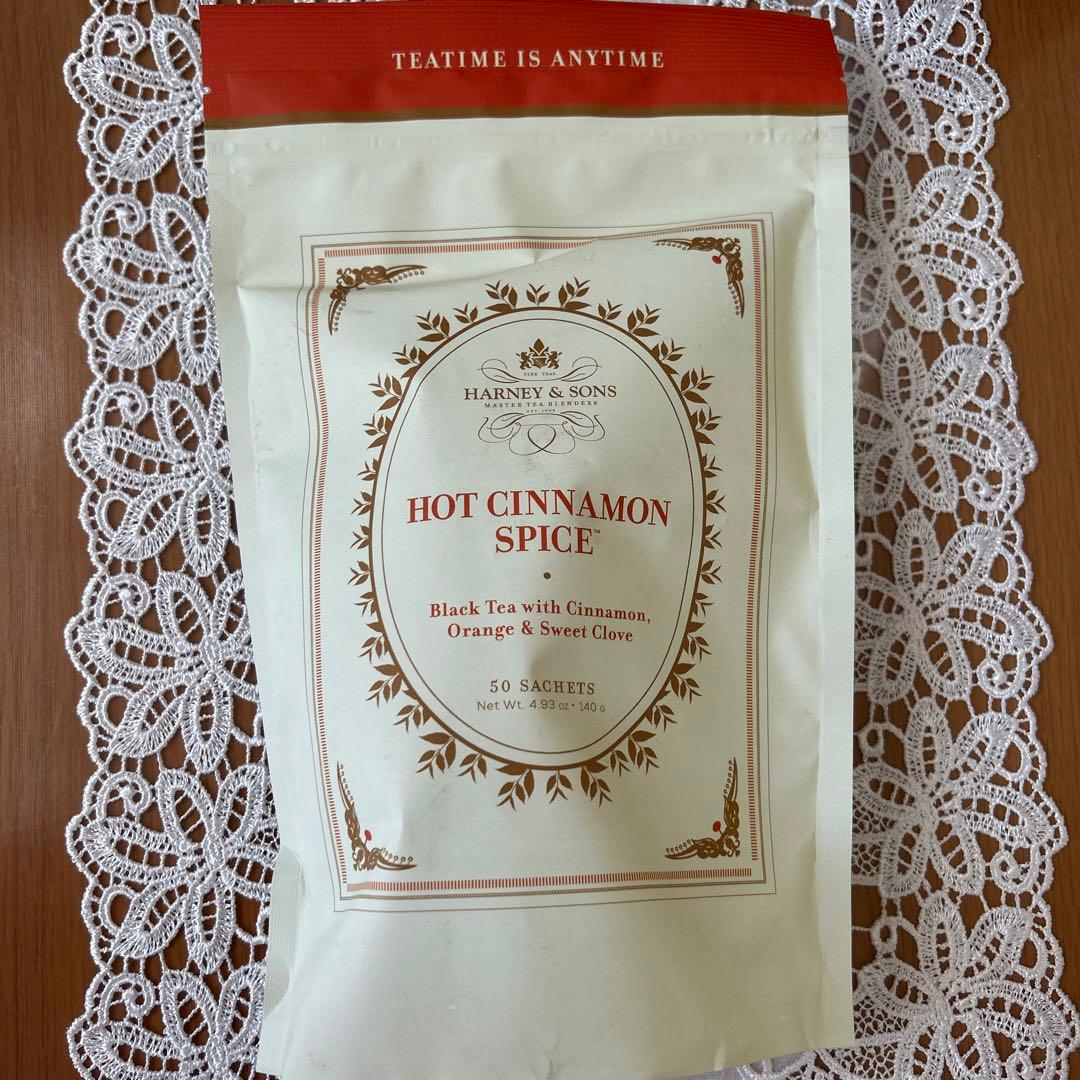 TEATIME IS ANYTIME
FINE TEAS
HARNEY & SONS
MASTER TEA BLENDERS
HOT CINNAMON
SPICE™
Black Tea with Cinnamon,
Orange & Sweet Clove
50 SACHETS
Net Wt. 4.93 oz • 140 G